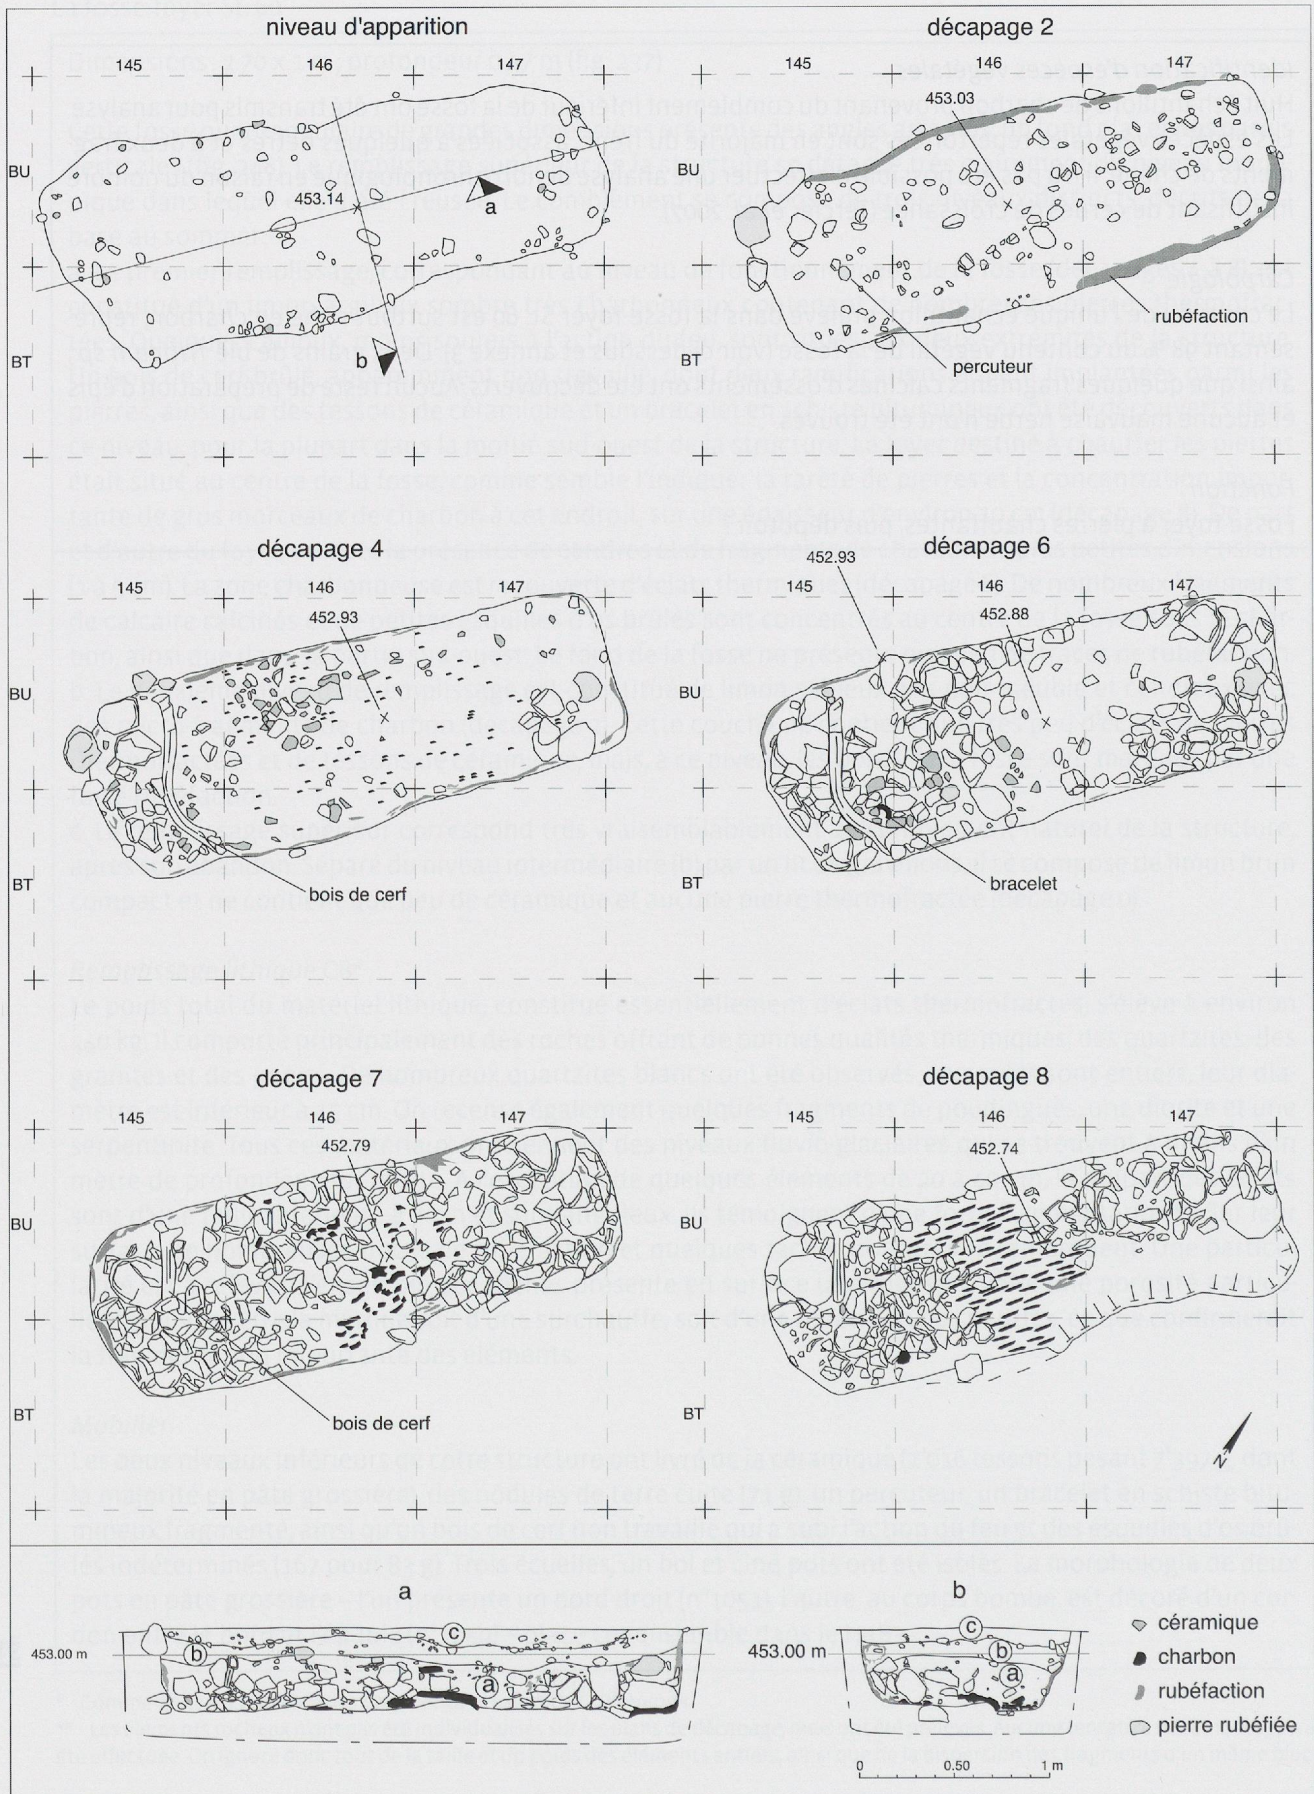 niveau d'apparition
145 146 147
BU
453.14
a
b
BT
décapage 2
145 146 147
453.03
BU
rubéfaction
BT
percuteur
décapage 4
145 146 147
452.93
BU
BT
bois de cerf
décapage 6
452.93
145 146 147
452.88
BU
BT
bracelet
décapage 7
145 146 147
452.79
BU
BT
bois de cerf
décapage 8
145 146 147
452.74
BU
BT
N
a
453.00 m
b
c
a
b
453.00 m
c
b
a
0 0.50 1 m
céramique
charbon
rubéfaction
pierre rubéfiée